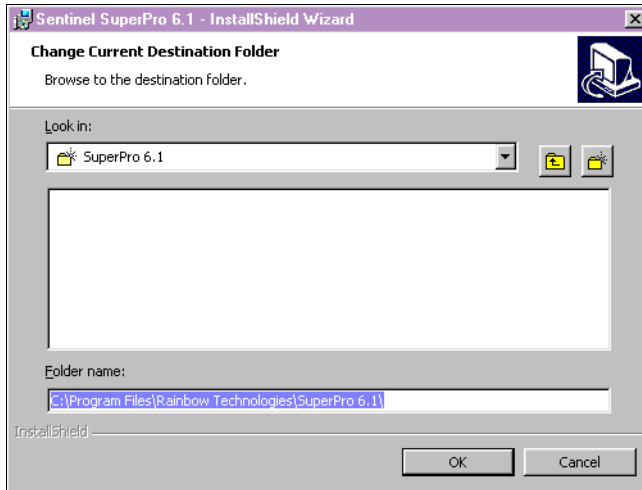 Sentinel SuperPro 6.1 - InstallShield Wizard
Change Current Destination Folder
Browse to the destination folder.
Look in:
SuperPro 6.1
Folder name:
C:\Program Files\Rainbow Technologies\SuperPro 6.1\
InstallShield
OK Cancel